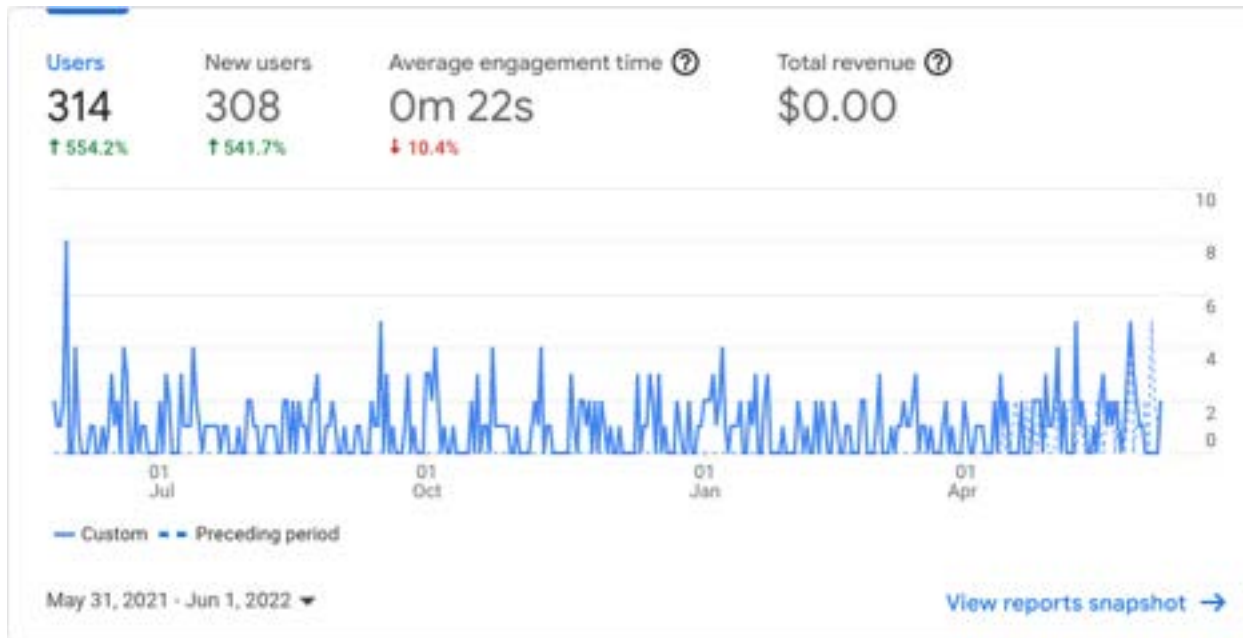 Users New users Average engagement time ? Total revenue ?
314 308 0m 22s $0.00
↑ 554.2% ↑ 541.7% ↓ 10.4%
10
8
6
4
2
0
01 01 01 01
Jul Oct Jan Apr
Custom Preceding period
May 31, 2021 - Jun 1, 2022
View reports snapshot →